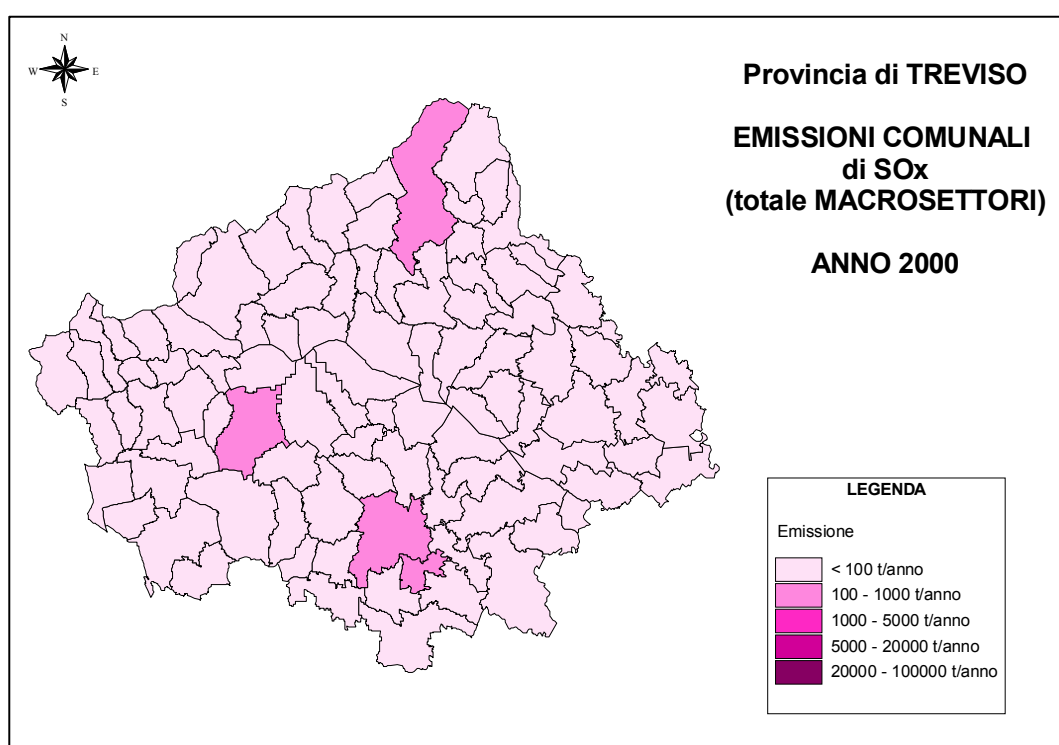 N
W
E
S
Provincia di TREVISO
EMISSIONI COMUNALI
di SOx
(totale MACROSETTORI)
ANNO 2000
LEGENDA
Emissione
< 100 t/anno
100 - 1000 t/anno
1000 - 5000 t/anno
5000 - 20000 t/anno
20000 - 100000 t/anno